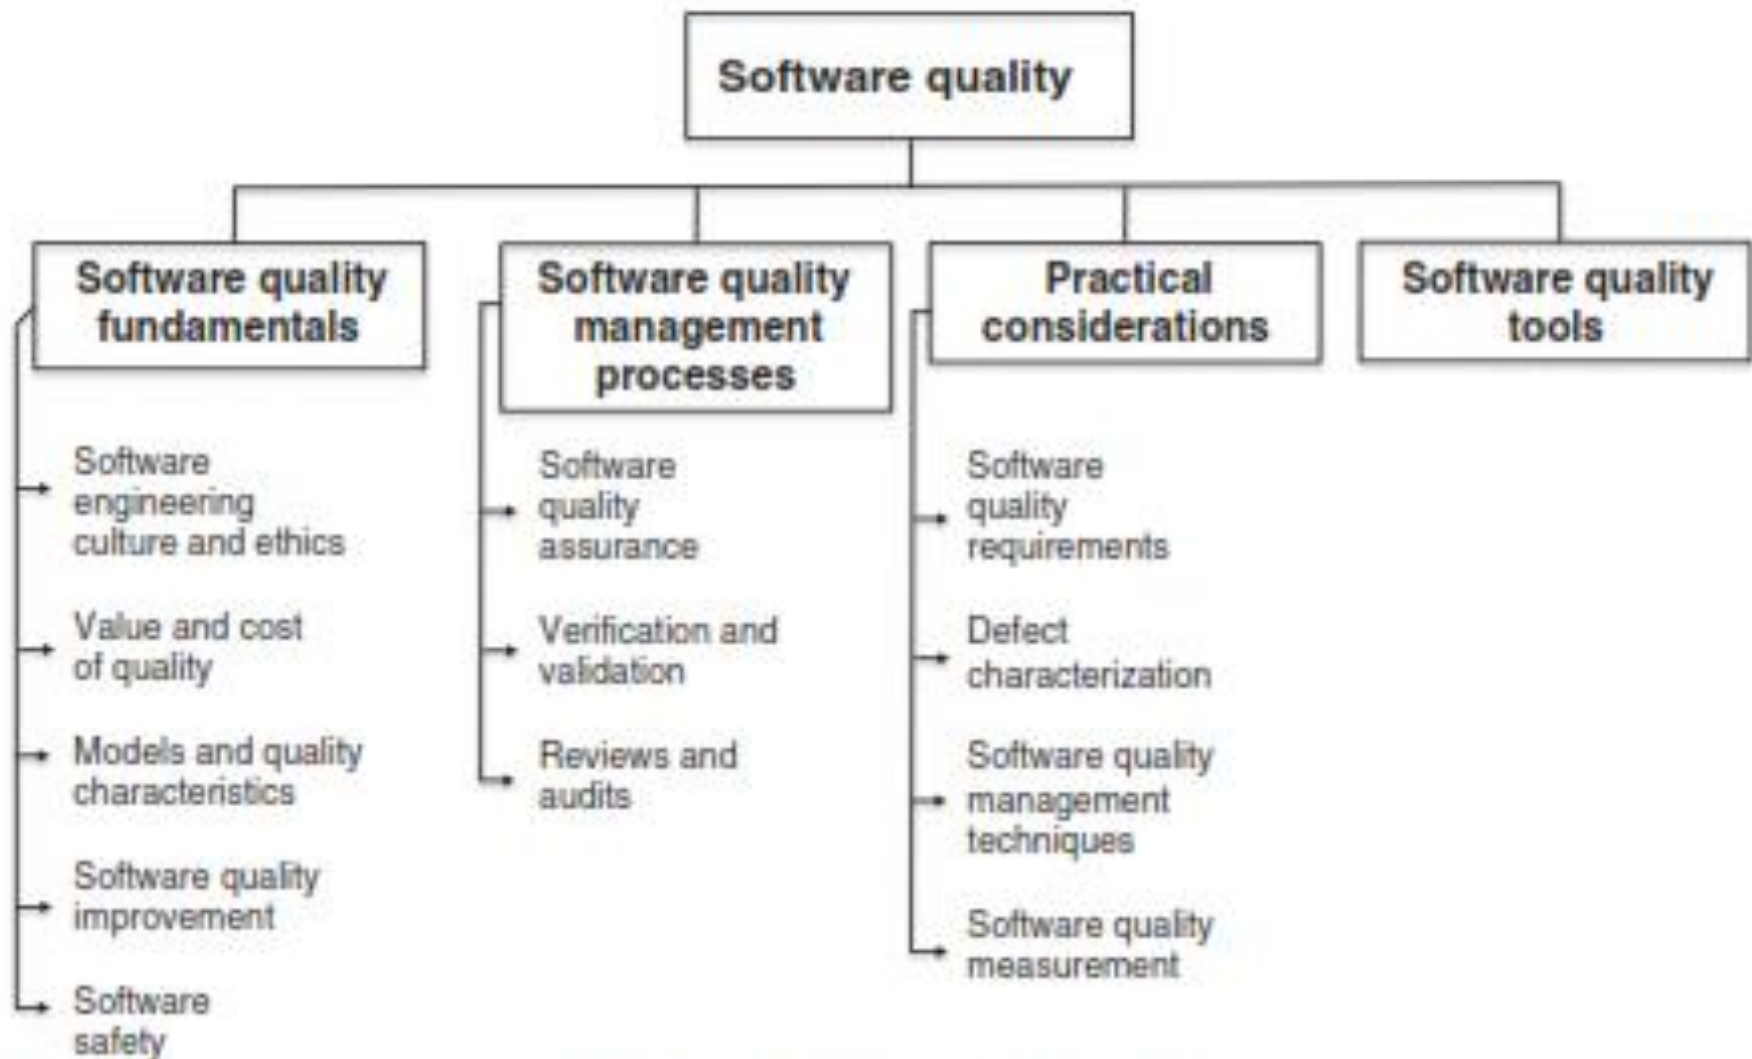 Software quality
Software quality
fundamentals
Software
engineering
culture and ethics
Value and cost
of quality
Models and quality
characteristics
Software quality
improvement
Software
safety
Software quality
management
processes
Software
quality
assurance
Verification and
validation
Reviews and
audits
Practical
considerations
Software
quality
requirements
Defect
characterization
Software quality
management
techniques
Software quality
measurement
Software quality
tools